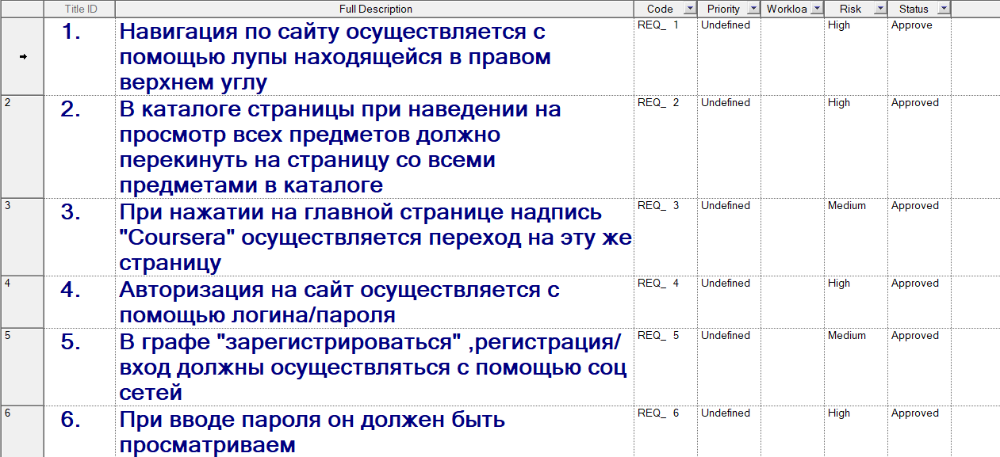 Title ID Full Description Code Priority Workloa Risk Status
1. Навигация по сайту осуществляется с REQ_ 1 Undefined High Approve
помощью лупы находящейся в правом
верхнем углу
2 2. В каталоге страницы при наведении на REQ_ 2 Undefined High Approved
просмотр всех предметов должно
перекинуть на страницу со всеми
предметами в каталоге
3 3. При нажатии на главной странице надпись REQ_ 3 Undefined Medium Approved
"Coursera" осуществляется переход на эту же
страницу
4 4. Авторизация на сайт осуществляется с REQ_ 4 Undefined High Approved
помощью логина/пароля
5 5. В графе "зарегистрироваться" ,регистрация/ REQ_ 5 Undefined Medium Approved
вход должны осуществляться с помощью соц
сетей
6 6. При вводе пароля он должен быть REQ_ 6 Undefined High Approved
просматриваем